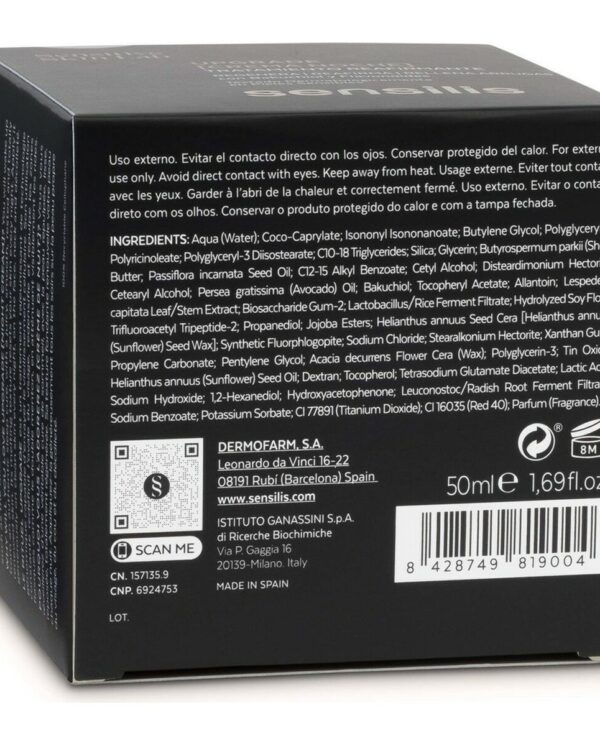 UPGRADE
sensilis
Uso externo. Evitar el contacto directo con los ojos. Conservar protegido del calor. For extern
use only. Avoid direct contact with eyes. Keep away from heat. Usage externe. Eviter tout conta
avec les yeux. Garder à l'abri de la chaleur et correctement fermé. Uso externo. Evitar o conta
direto com os olhos. Conservar o produto protegido do calor e com a tampa fechada.
INGREDIENTS: Aqua (Water); Coco-Caprylate; Isononyl Isononanoate; Butylene Glycol; Polyglycery
Polyricinoleate; Polyglyceryl-3 Diisostearate; C10-18 Triglycerides; Silica; Glycerin; Butyrospermum parkii (She
Butter; Passiflora incarnata Seed Oil; C12-15 Alkyl Benzoate; Cetyl Alcohol; Disteardimonium Hector
Cetearyl Alcohol; Persea gratissima (Avocado) Oil; Bakuchiol; Tocopheryl Acetate; Allantoin; Lespede
capitata Leaf/Stem Extract; Biosaccharide Gum-2; Lactobacillus/Rice Ferment Filtrate; Hydrolyzed Soy Flo
Trifluoroacetyl Tripeptide-2; Propanediol; Jojoba Esters; Helianthus annuus Seed Cera [Helianthus annuu
(Sunflower) Seed Wax]; Synthetic Fluorphlogopite; Sodium Chloride; Stearalkonium Hectorite; Xanthan Gu
Propylene Carbonate; Pentylene Glycol; Acacia decurrens Flower Cera (Wax); Polyglycerin-3; Tin Oxid
Helianthus annuus (Sunflower) Seed Oil; Dextran; Tocopherol; Tetrasodium Glutamate Diacetate; Lactic Ac
Sodium Hydroxide; 1,2-Hexanediol; Hydroxyacetophenone; Leuconostoc/Radish Root Ferment Filtra
Sodium Benzoate; Potassium Sorbate; CI 77891 (Titanium Dioxide); CI 16035 (Red 40); Parfum (Fragrance).
DERMOFARM, S.A.
Leonardo da Vinci 16-22
08191 Rubí (Barcelona) Spain
www.sensilis.com
ISTITUTO GANASSINI S.p.A.
di Ricerche Biochimiche
Via P. Gaggia 16
20139-Milano. Italy
MADE IN SPAIN
SCAN ME
CN. 157135.9
CNP. 6924753
LOT.
8M
50ml e 1,69fl.oz
8 428749 819004